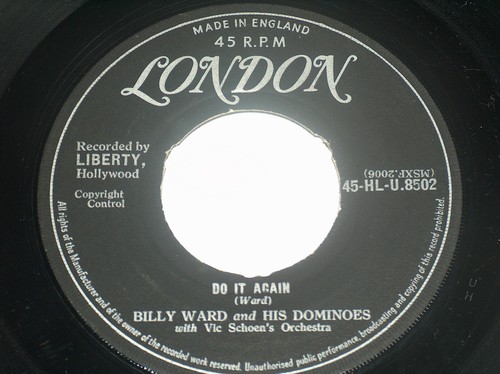 MADE IN ENGLAND
45 R.P.M
LONDON
Recorded by
LIBERTY,
Hollywood
Copyright
Control
(MSXF.2006)
45-HL-U.8502
DO IT AGAIN
(Ward)
BILLY WARD and HIS DOMINOES
with Vic Schoen's Orchestra
All rights of the Manufacturer and of the owner of the recorded work reserved. Unauthorised public performance, broadcasting and copying of this record prohibited.